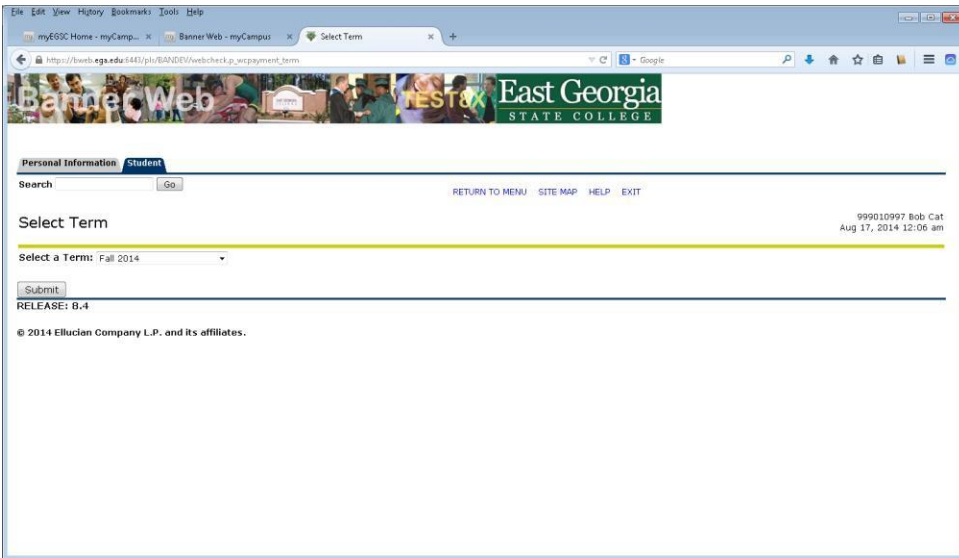 File Edit View History Bookmarks Tools Help
myEGSC Home - myCamp... × Banner Web - myCampus × Select Term × +
https://bweb.ega.edu:6443/pls/BANDEV/webcheck.p_wcpayment_term Google
Banner Web TEST8X East Georgia
STATE COLLEGE
Personal Information Student
Search Go
RETURN TO MENU SITE MAP HELP EXIT
Select Term
999010997 Bob Cat
Aug 17, 2014 12:06 am
Select a Term: Fall 2014
Submit
RELEASE: 8.4
© 2014 Ellucian Company L.P. and its affiliates.